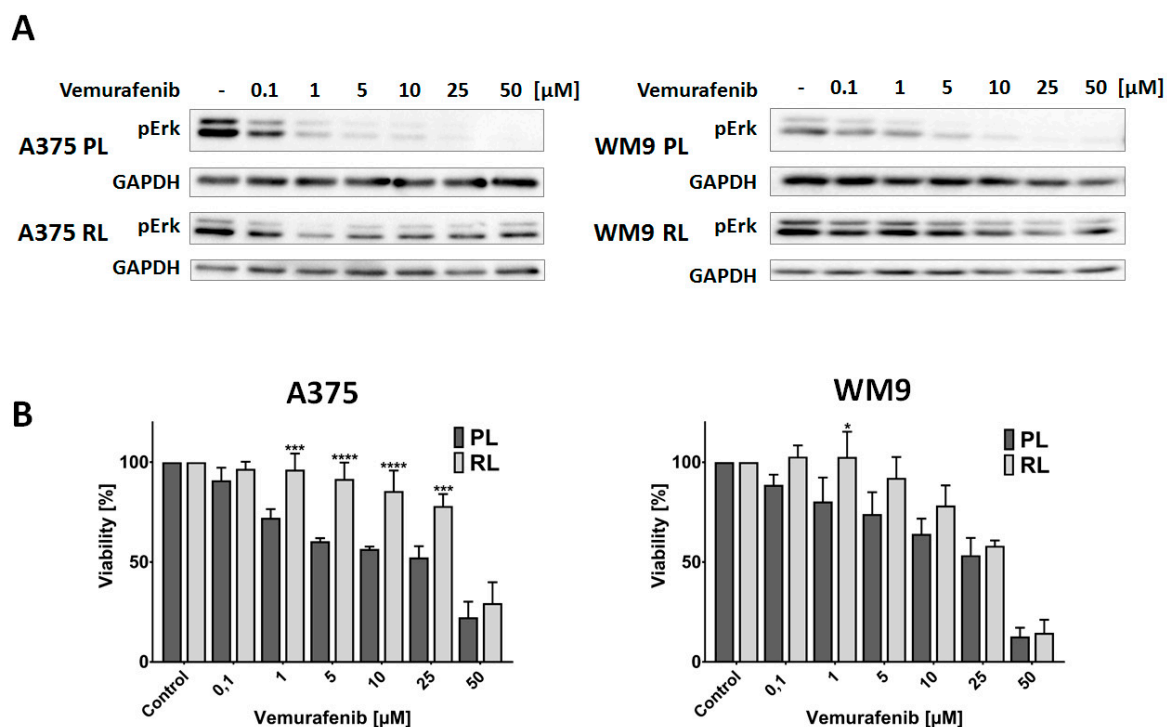 A
Vemurafenib - 0.1 1 5 10 25 50 [µM]
A375 PL pErk
GAPDH
A375 RL pErk
GAPDH
Vemurafenib - 0.1 1 5 10 25 50 [µM]
WM9 PL pErk
GAPDH
WM9 RL pErk
GAPDH
B
A375
PL
RL
*** **** **** ***
100
50
0
Viability [%]
Control 0,1 1 5 10 25 50
Vemurafenib [µM]
WM9
PL
RL
*
100
50
0
Viability [%]
Control 0,1 1 5 10 25 50
Vemurafenib [µM]